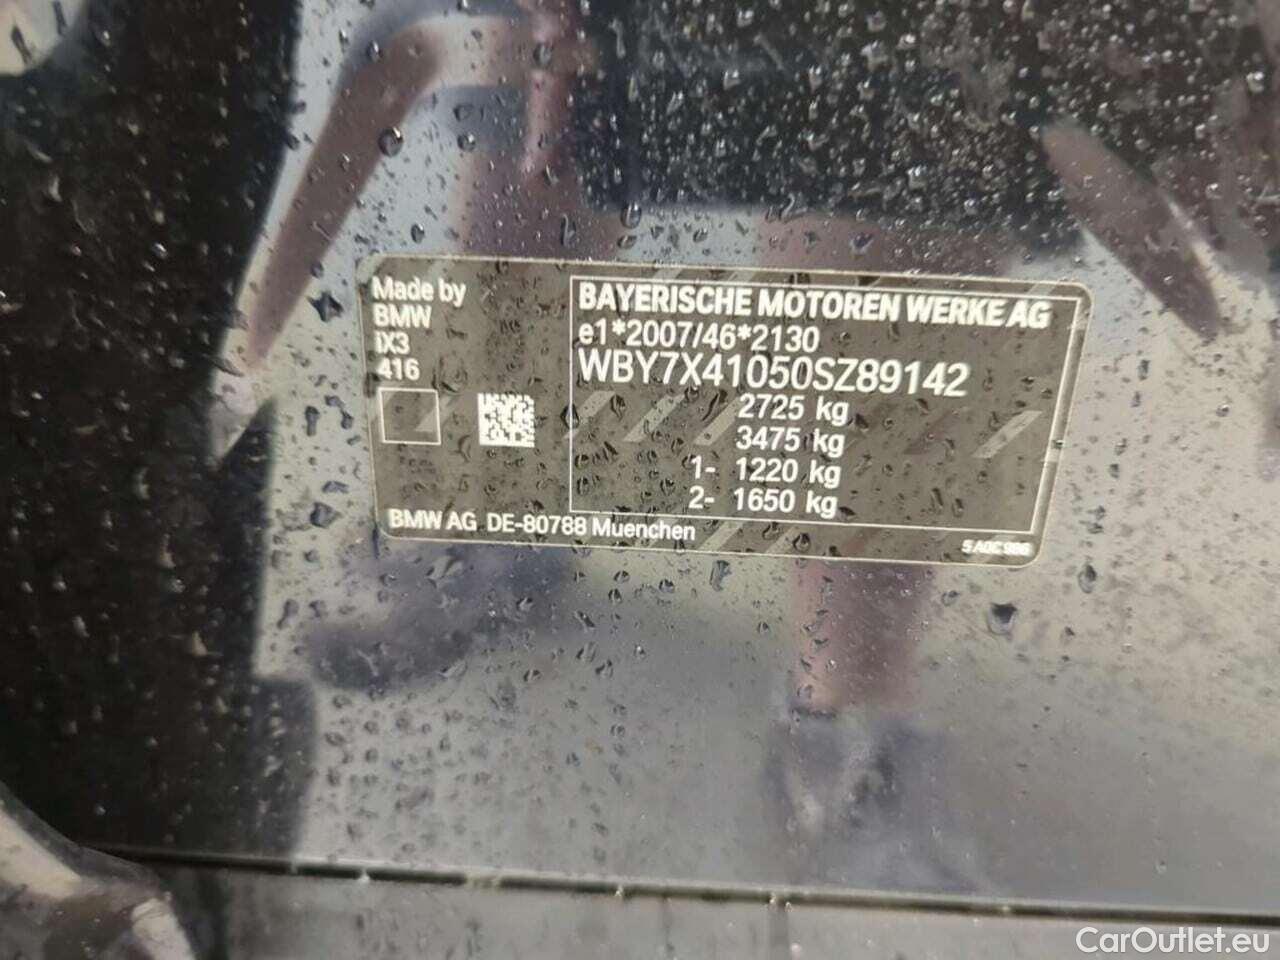 Made by
BMW
iX3
416
BAYERISCHE MOTOREN WERKE AG
e1*2007/46*2130
WBY7X41050SZ89142
2725 kg
3475 kg
1- 1220 kg
2- 1650 kg
BMW AG DE-80788 Muenchen
CarOutlet.eu